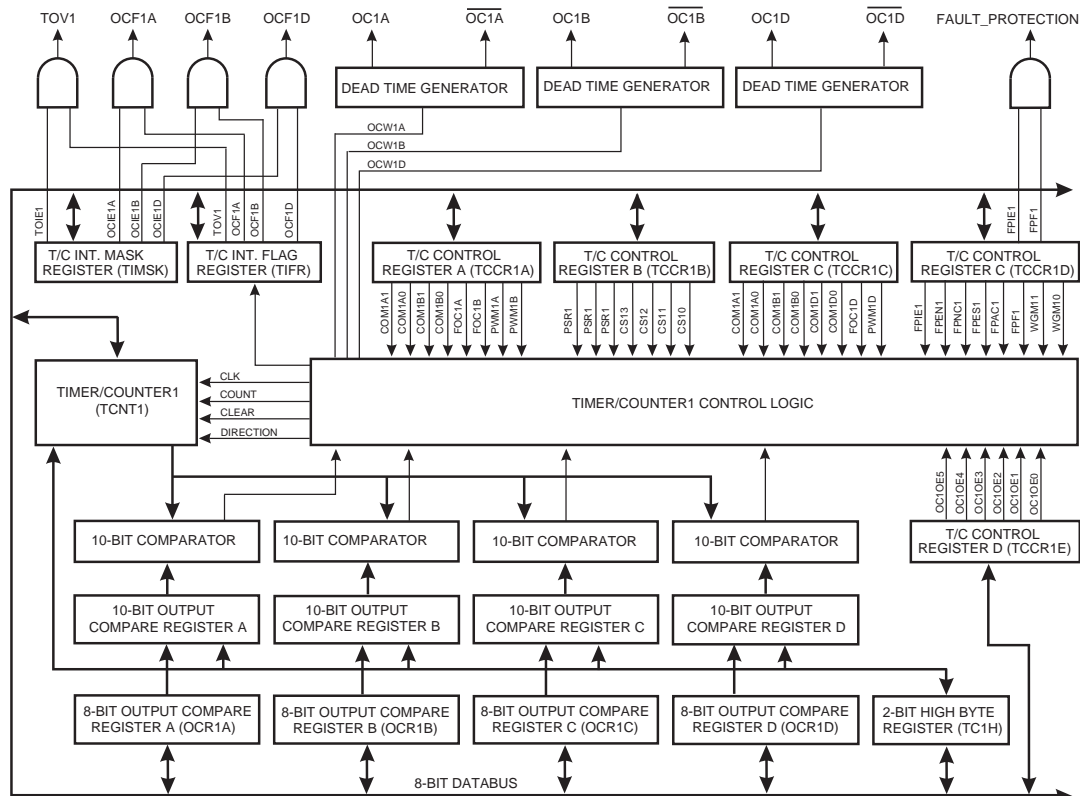 TOV1 OCF1A OCF1B OCF1D OC1A OC1A OC1B OC1B OC1D OC1D FAULT_PROTECTION
DEAD TIME GENERATOR DEAD TIME GENERATOR DEAD TIME GENERATOR
OCW1A
OCW1B
OCW1D
TOIE1 OCIE1A OCIE1B OCIE1D TOV1 OCF1A OCF1B OCF1D FPIE1 FPF1
T/C INT. MASK
REGISTER (TIMSK)
T/C INT. FLAG
REGISTER (TIFR)
T/C CONTROL
REGISTER A (TCCR1A)
T/C CONTROL
REGISTER B (TCCR1B)
T/C CONTROL
REGISTER C (TCCR1C)
T/C CONTROL
REGISTER C (TCCR1D)
COM1A1 COM1A0 COM1B1 COM1B0 FOC1A FOC1B PWM1A PWM1B
PSR1 PSR1 PSR1 CS13 CS12 CS11 CS10
COM1A1 COM1A0 COM1B1 COM1B0 COM1D1 COM1D0 FOC1D PWM1D
FPIE1 FPEN1 FPNC1 FPES1 FPAC1 FPF1 WGM11 WGM10
TIMER/COUNTER1
(TCNT1)
CLK
COUNT
CLEAR
DIRECTION
TIMER/COUNTER1 CONTROL LOGIC
OC1OE5 OC1OE4 OC1OE3 OC1OE2 OC1OE1 OC1OE0
10-BIT COMPARATOR 10-BIT COMPARATOR 10-BIT COMPARATOR 10-BIT COMPARATOR
T/C CONTROL
REGISTER D (TCCR1E)
10-BIT OUTPUT
COMPARE REGISTER A
10-BIT OUTPUT
COMPARE REGISTER B
10-BIT OUTPUT
COMPARE REGISTER C
10-BIT OUTPUT
COMPARE REGISTER D
8-BIT OUTPUT COMPARE
REGISTER A (OCR1A)
8-BIT OUTPUT COMPARE
REGISTER B (OCR1B)
8-BIT OUTPUT COMPARE
REGISTER C (OCR1C)
8-BIT OUTPUT COMPARE
REGISTER D (OCR1D)
2-BIT HIGH BYTE
REGISTER (TC1H)
8-BIT DATABUS